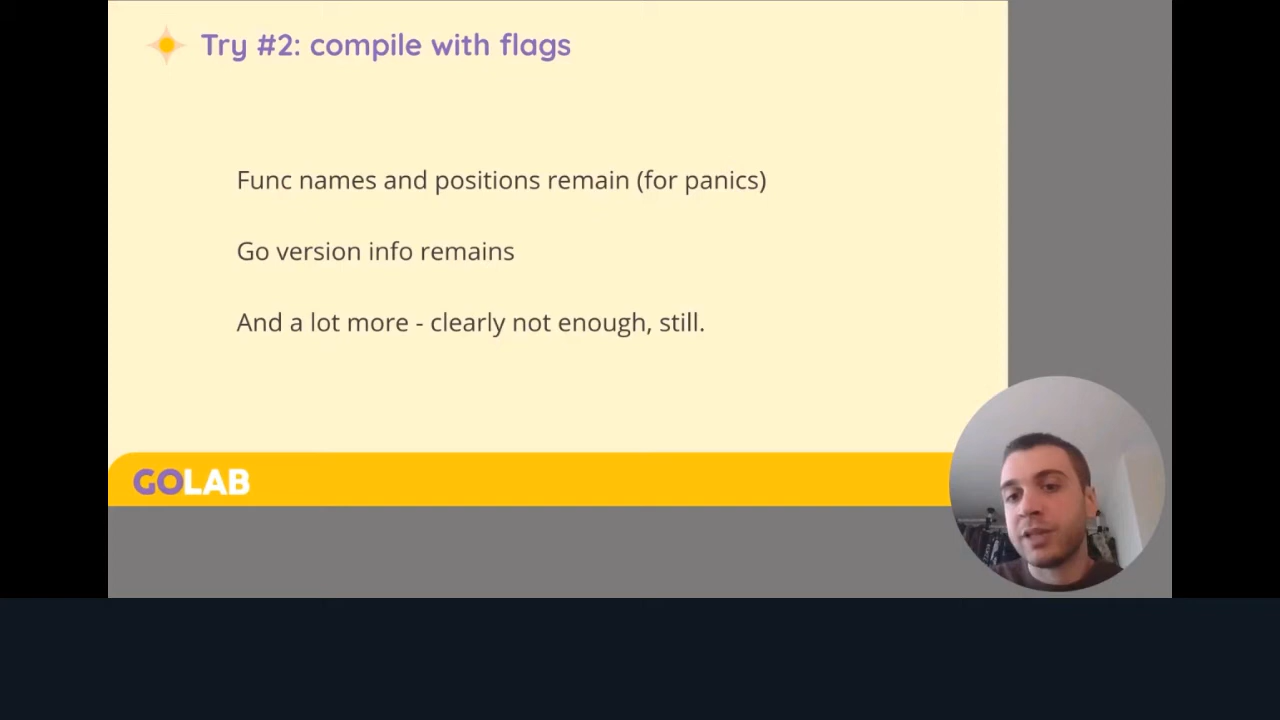 Try #2: compile with flags
Func names and positions remain (for panics)
Go version info remains
And a lot more - clearly not enough, still.
GOLAB